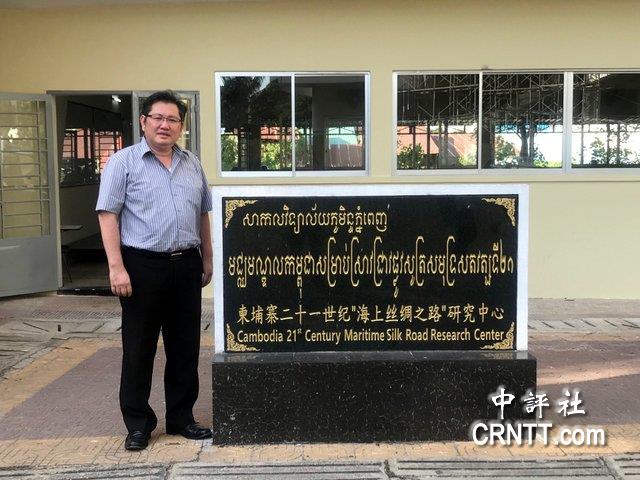 សាកលវិទ្យាល័យភូមិន្ទភ្នំពេញ
មជ្ឈមណ្ឌលកម្ពុជាសម្រាប់ស្រាវជ្រាវផ្លូវសូត្រសមុទ្រសតវត្សទី២១
柬埔寨二十一世纪"海上丝绸之路"研究中心
Cambodia 21st Century Maritime Silk Road Research Center
中評社
CRNTT.com